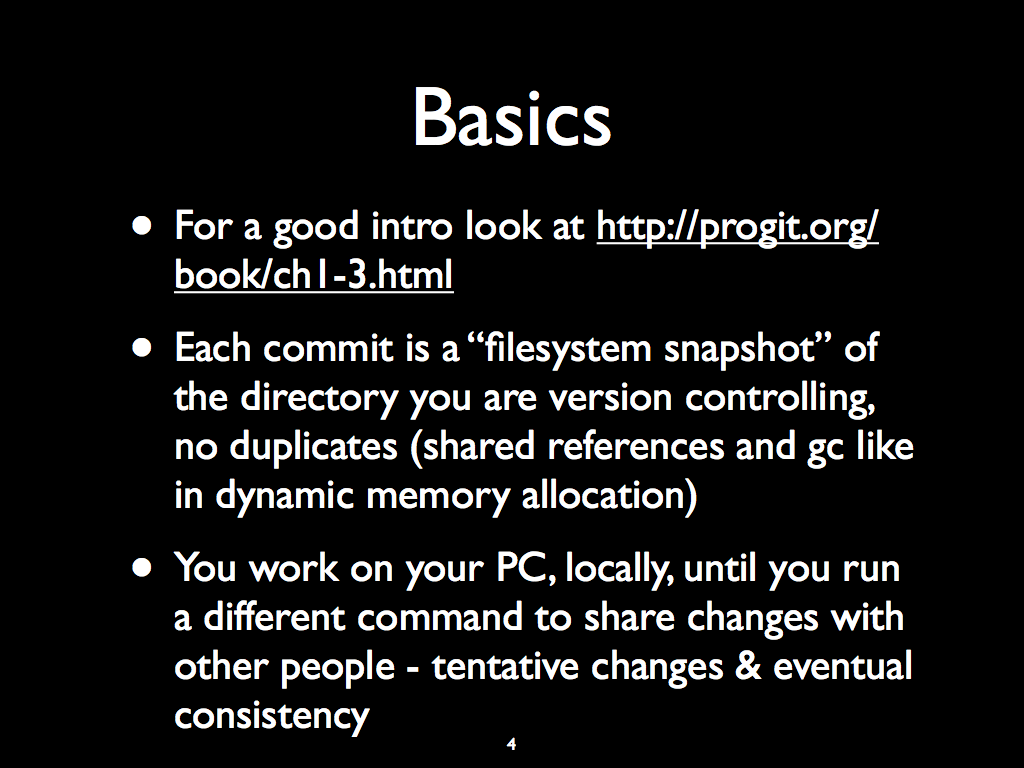 Basics
• For a good intro look at http://progit.org/
book/ch1-3.html
• Each commit is a “filesystem snapshot” of
the directory you are version controlling,
no duplicates (shared references and gc like
in dynamic memory allocation)
• You work on your PC, locally, until you run
a different command to share changes with
other people - tentative changes & eventual
consistency
4